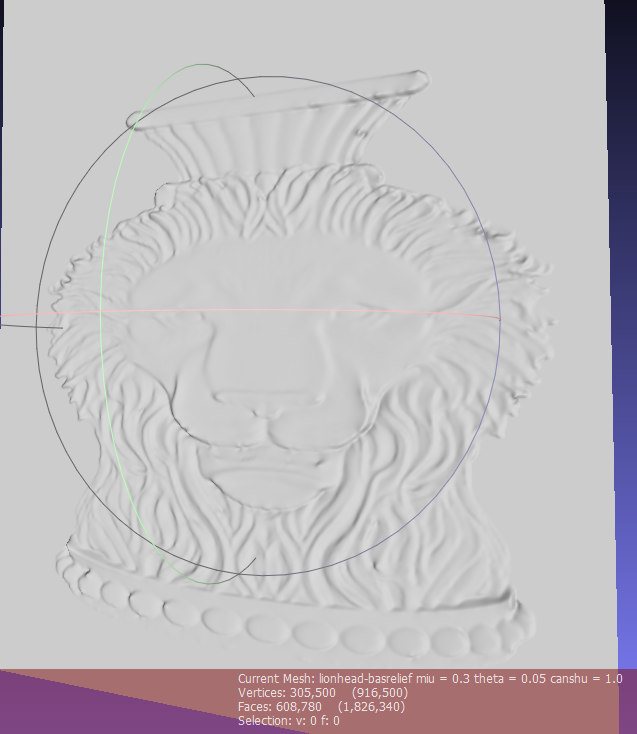 Current Mesh: lionhead-basrelief miu = 0.3 theta = 0.05 canshu = 1.0
Vertices: 305,500 (916,500)
Faces: 608,780 (1,826,340)
Selection: v: 0 f: 0